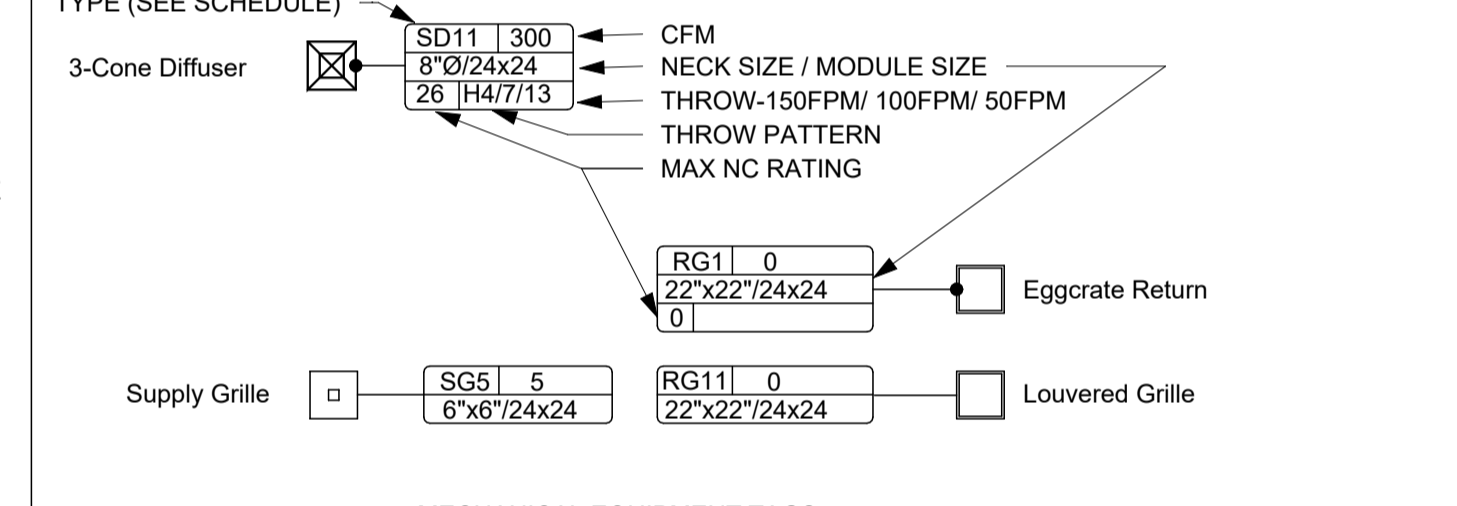 TYPE (SEE SCHEDULE)
SD11 300
CFM
3-Cone Diffuser
8"Ø/24x24
NECK SIZE / MODULE SIZE
26 H4/7/13
THROW-150FPM/ 100FPM/ 50FPM
THROW PATTERN
MAX NC RATING
RG1 0
22"x22"/24x24
Eggcrate Return
0
Supply Grille
SG5 5
6"x6"/24x24
RG11 0
22"x22"/24x24
Louvered Grille